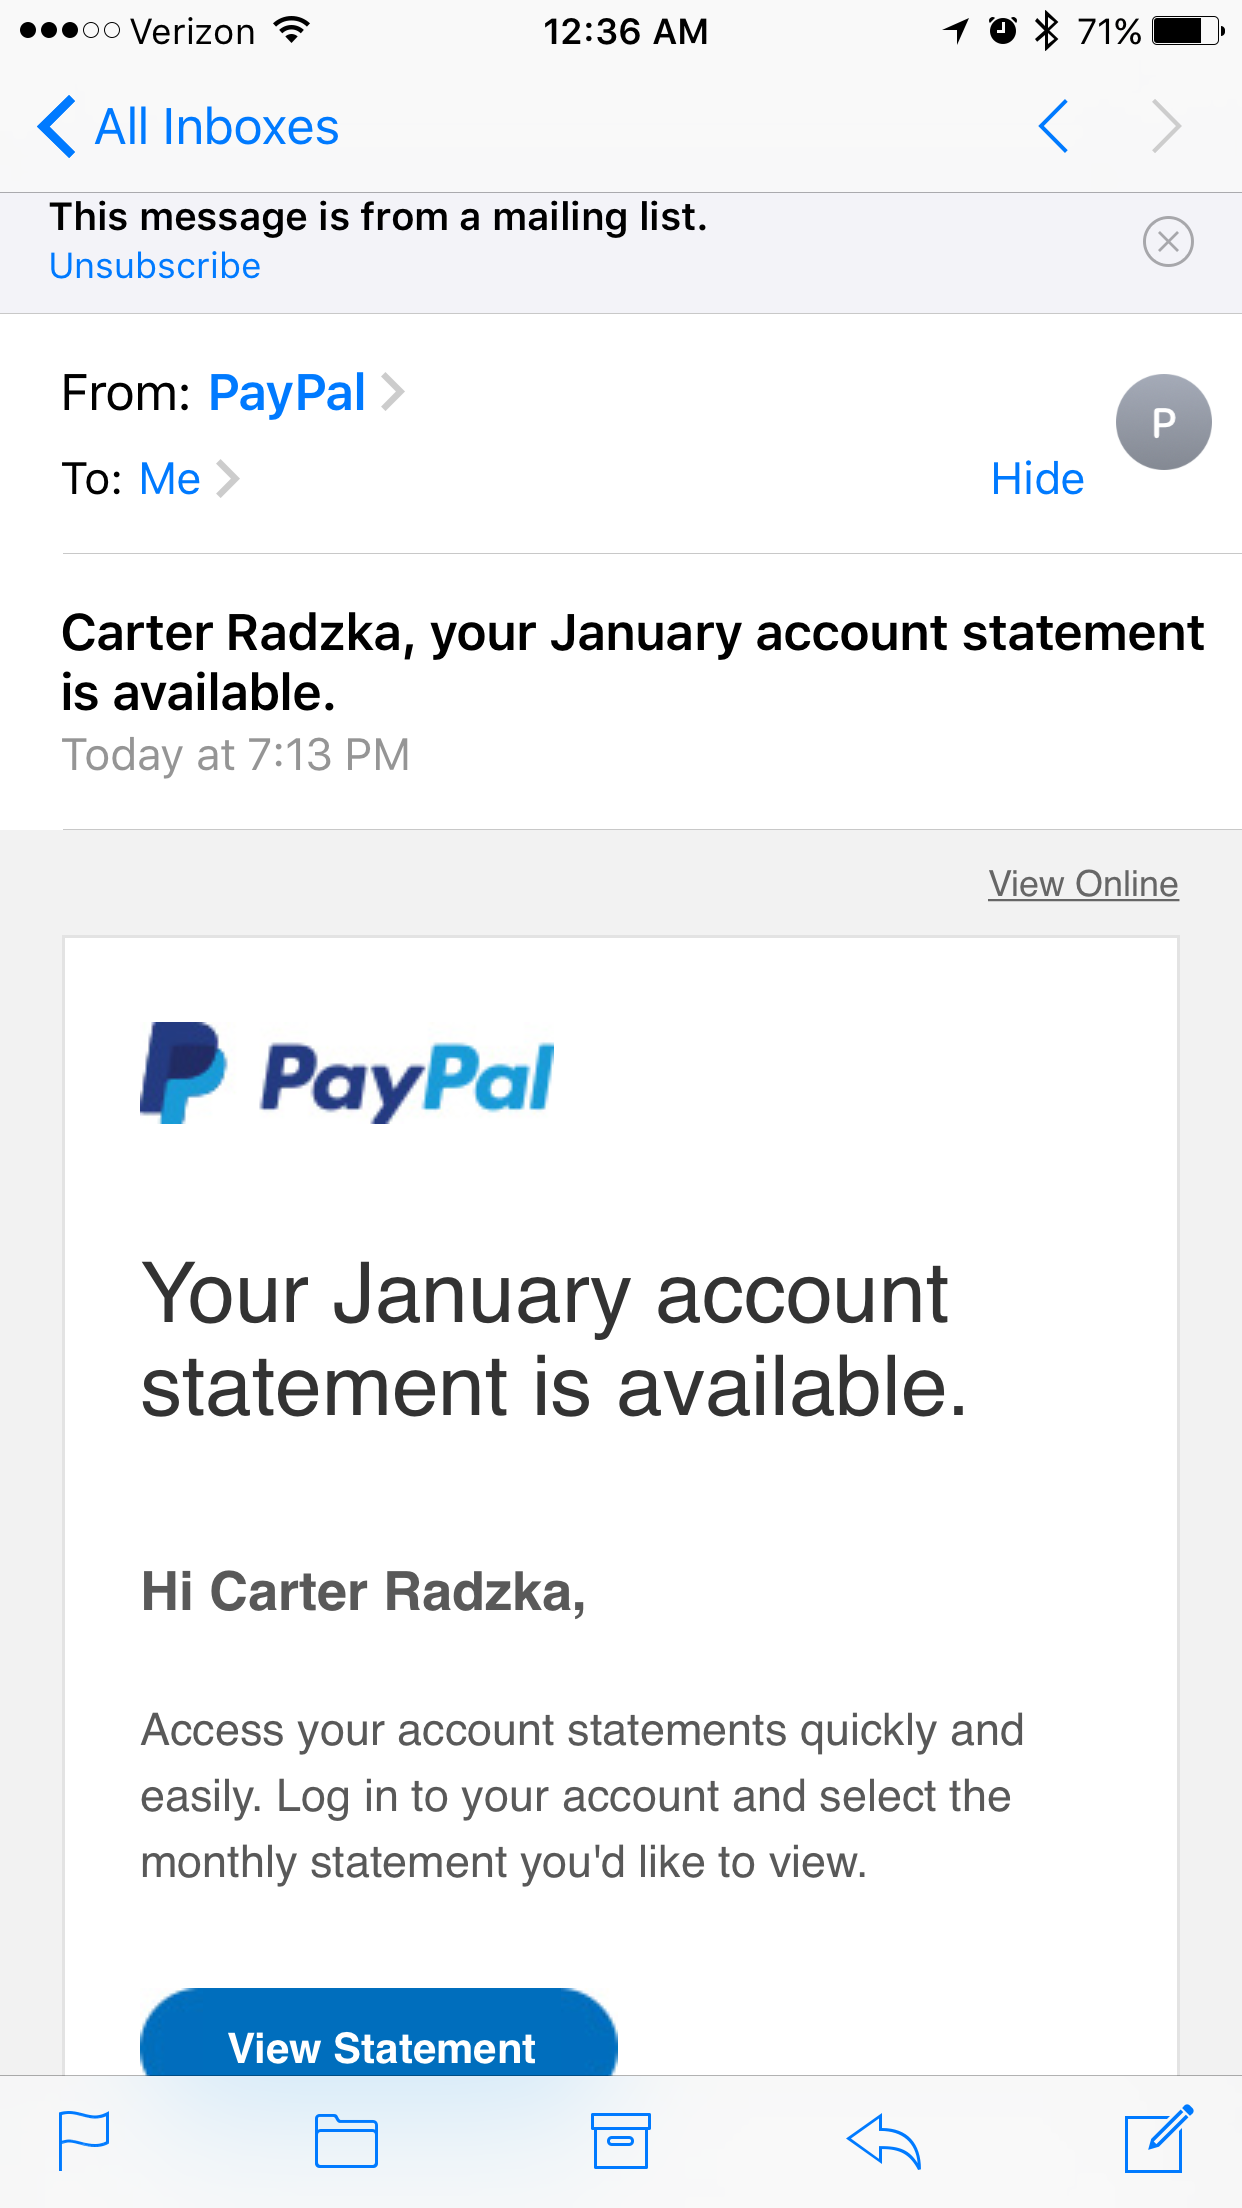 Verizon 12:36 AM 71%
All Inboxes
This message is from a mailing list.
Unsubscribe
From: PayPal
P
To: Me Hide
Carter Radzka, your January account statement
is available.
Today at 7:13 PM
View Online
PayPal
Your January account
statement is available.
Hi Carter Radzka,
Access your account statements quickly and
easily. Log in to your account and select the
monthly statement you'd like to view.
View Statement